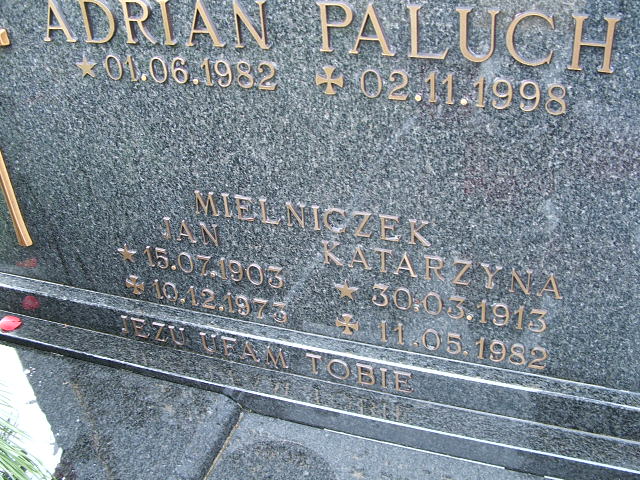 ADRIAN PALUCH
★01.06.1982 ✠02.11.1998
MIELNICZEK
JAN KATARZYNA
★15.07.1903 ★30.03.1913
✠10.12.1973 ✠11.05.1982
JEZU UFAM TOBIE